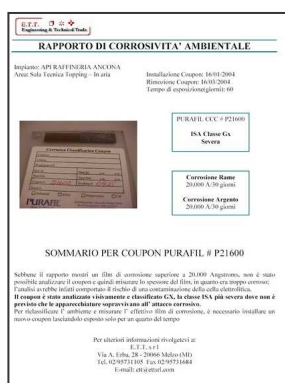 E.T.T.
Engineering & Technical Tools
RAPPORTO DI CORROSIVITA' AMBIENTALE
Impianto: API RAFFINERIA ANCONA
Area: Sala Tecnica Topping – In aria
Installazione Coupon: 16/01/2004
Rimozione Coupon: 16/03/2004
Tempo di esposizione(giorni): 60
PURAFIL CCC # P21600
ISA Classe Gx
Severa
Corrosion Classification Coupon
PURAFIL
Corrosione Rame
20.000 A/30 giorni
Corrosione Argento
20.000 A/30 giorni
SOMMARIO PER COUPON PURAFIL # P21600
Sebbene il rapporto mostri un film di corrosione superiore a 20.000 Angstroms, non è stato
possibile analizzare il coupon e quindi misurare lo spessore del film, in quanto era troppo corroso;
l'analisi avrebbe infatti comportato il rischio di una contaminazione della cella elettrolitica.
Il coupon è stato analizzato visivamente e classificato GX, la classe ISA più severa dove non è
previsto che le apparecchiature sopravvivano all' attacco corrosivo.
Per riclassificare l' ambiente e misurare l' effettivo film di corrosione, è necessario installare un
nuovo coupon lasciandolo esposto solo per un quarto del tempo
Per ulteriori informazioni rivolgetevi a:
E.T.T. s r l
Via A. Erba, 28 - 20066 Melzo (MI)
Tel. 02/95731105 Fax 02/95731684
E-mail: ett@ettsrl.com